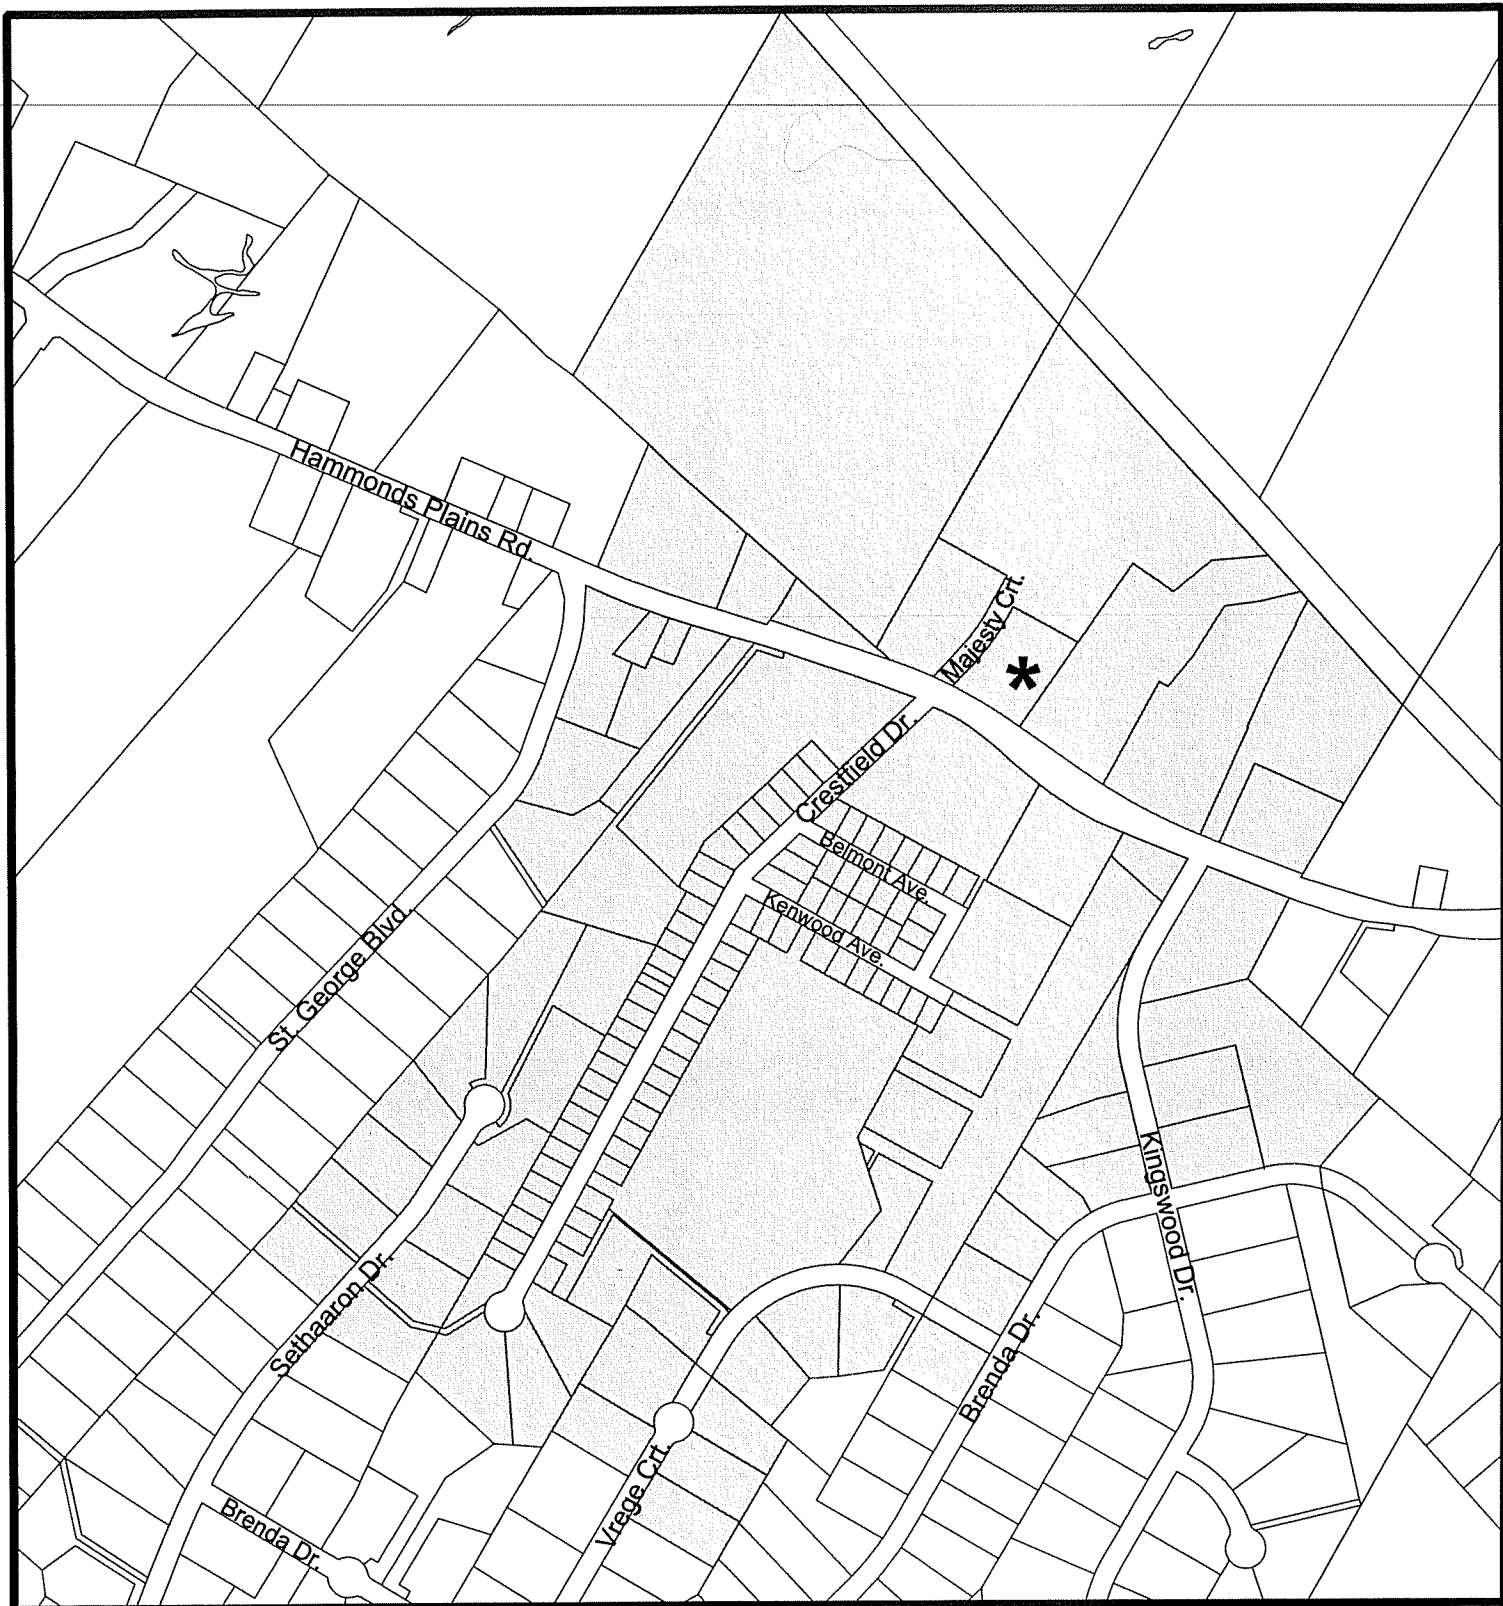 Hammonds Plains Rd.
Majesty Crt.
*
Crestfield Dr.
Belmont Ave.
Kenwood Ave.
St. George Blvd.
Kingswood Dr.
Sethaaron Dr.
Brenda Dr.
Vrege Crt.
Brenda Dr.